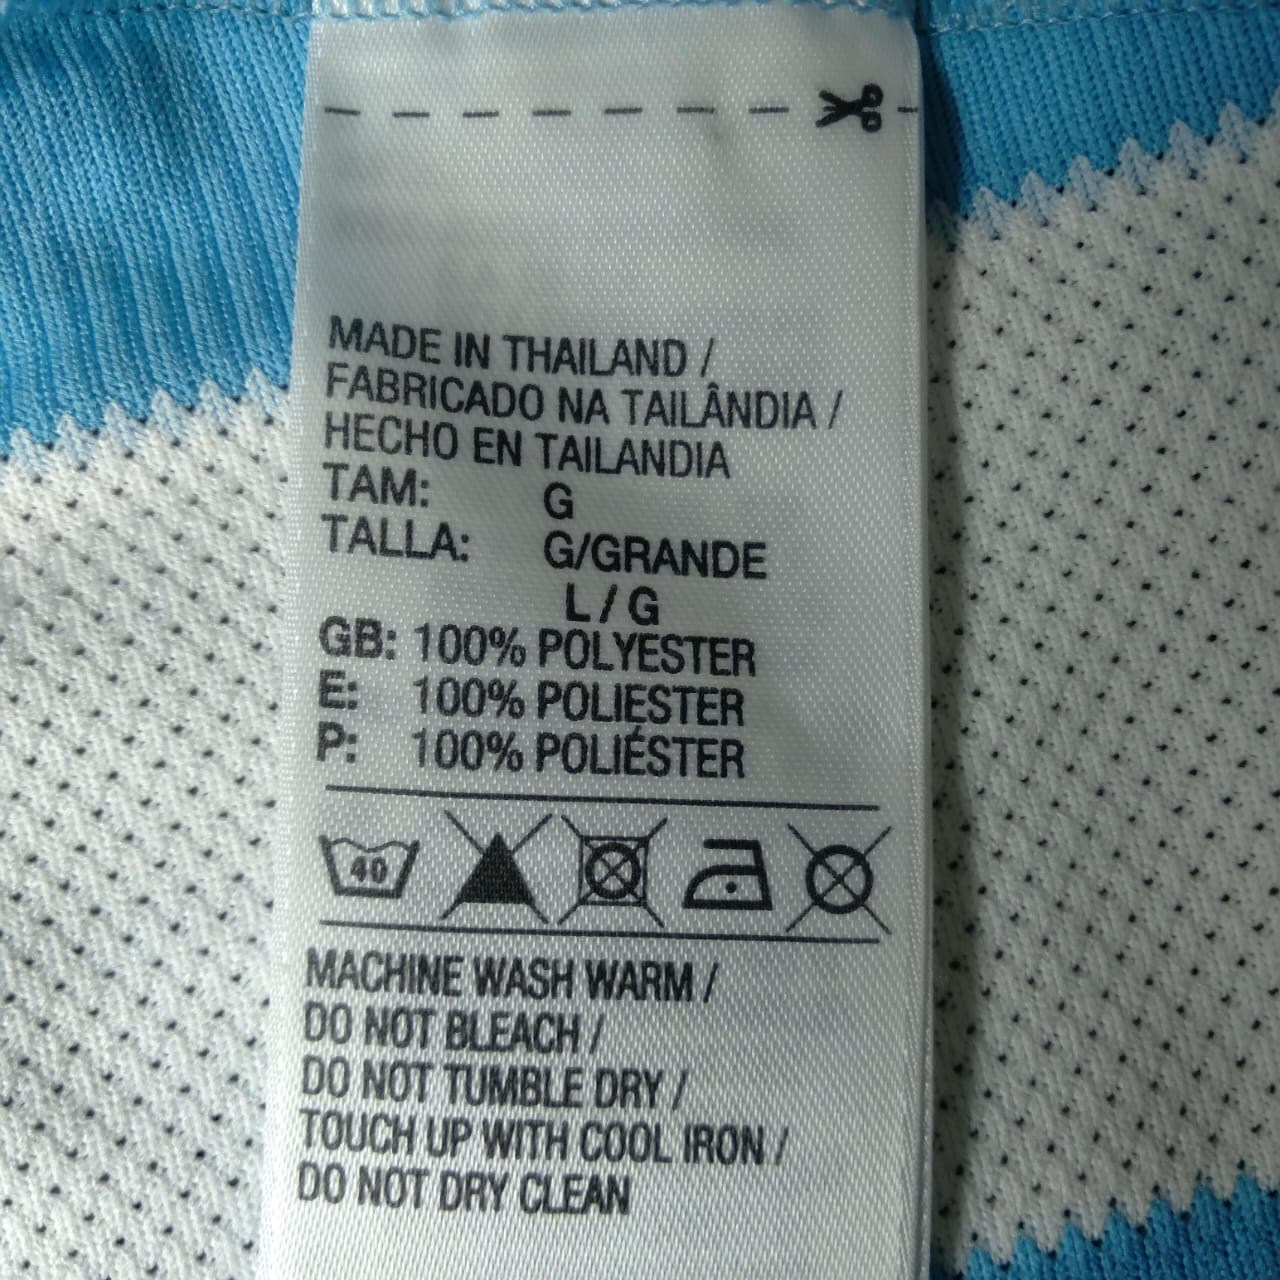 MADE IN THAILAND /
FABRICADO NA TAILÂNDIA /
HECHO EN TAILANDIA
TAM: G
TALLA: G/GRANDE
L / G
GB: 100% POLYESTER
E: 100% POLIESTER
P: 100% POLIÉSTER
40
MACHINE WASH WARM /
DO NOT BLEACH /
DO NOT TUMBLE DRY /
TOUCH UP WITH COOL IRON /
DO NOT DRY CLEAN